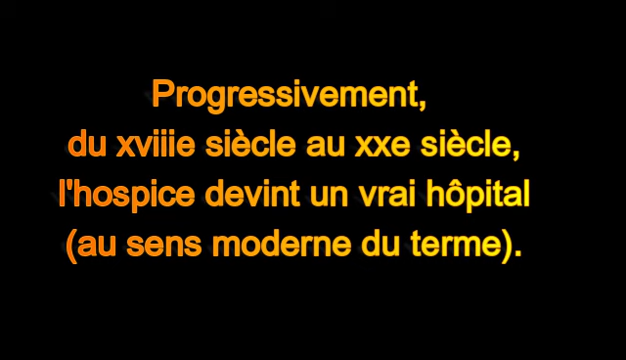 Progressivement,
du xviiie siècle au xxe siècle,
l'hospice devint un vrai hôpital
(au sens moderne du terme).